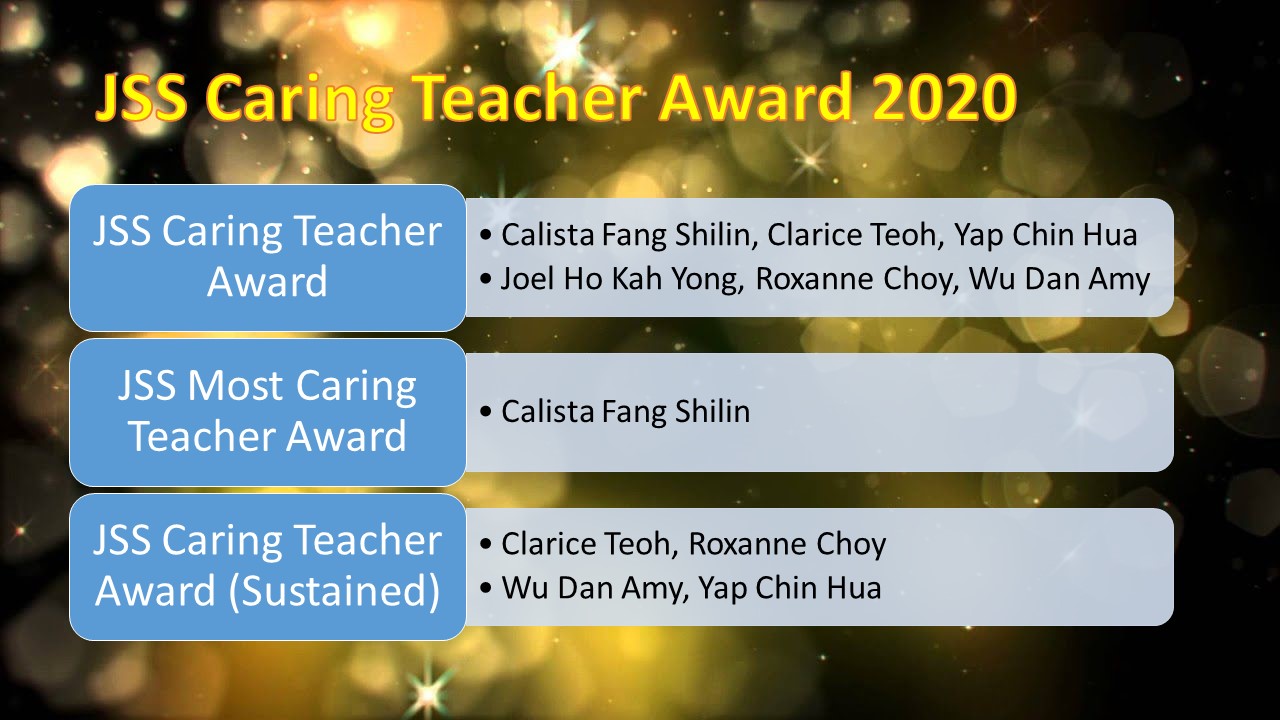 JSS Caring Teacher Award 2020
JSS Caring Teacher
Award
• Calista Fang Shilin, Clarice Teoh, Yap Chin Hua
• Joel Ho Kah Yong, Roxanne Choy, Wu Dan Amy
JSS Most Caring
Teacher Award
• Calista Fang Shilin
JSS Caring Teacher
Award (Sustained)
• Clarice Teoh, Roxanne Choy
• Wu Dan Amy, Yap Chin Hua